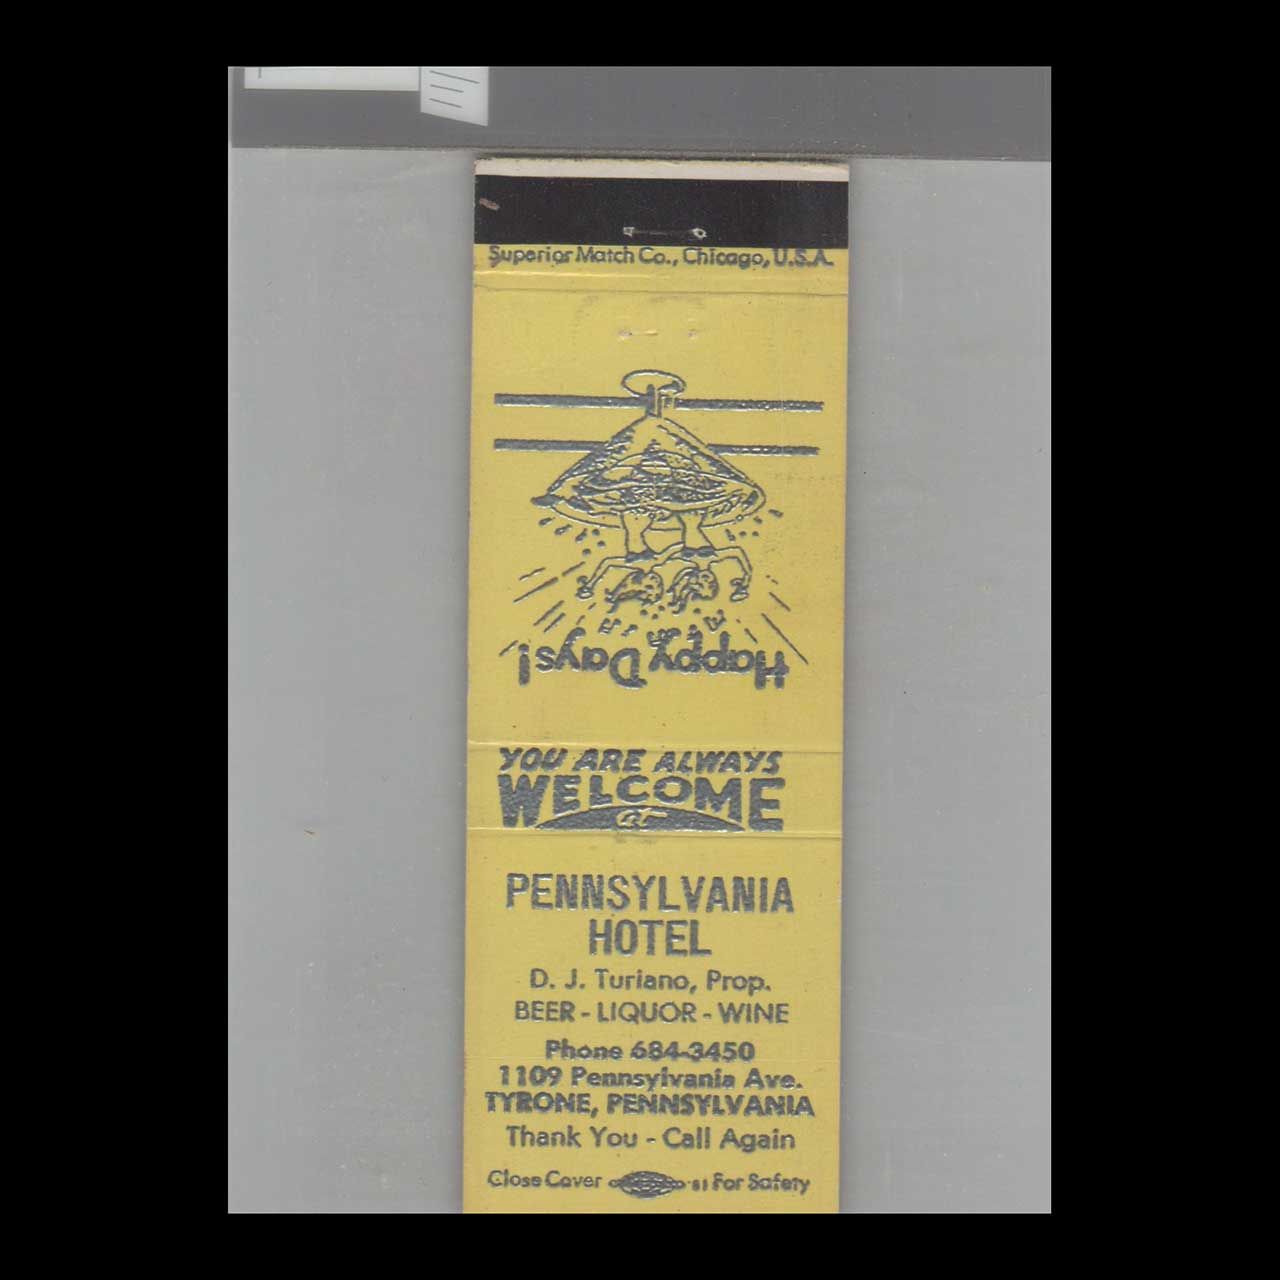 Superior Match Co., Chicago, U.S.A.
Happy Days!
YOU ARE ALWAYS
WELCOME
at
PENNSYLVANIA
HOTEL
D. J. Turiano, Prop.
BEER - LIQUOR - WINE
Phone 684-3450
1109 Pennsylvania Ave.
TYRONE, PENNSYLVANIA
Thank You - Call Again
Close Cover For Safety